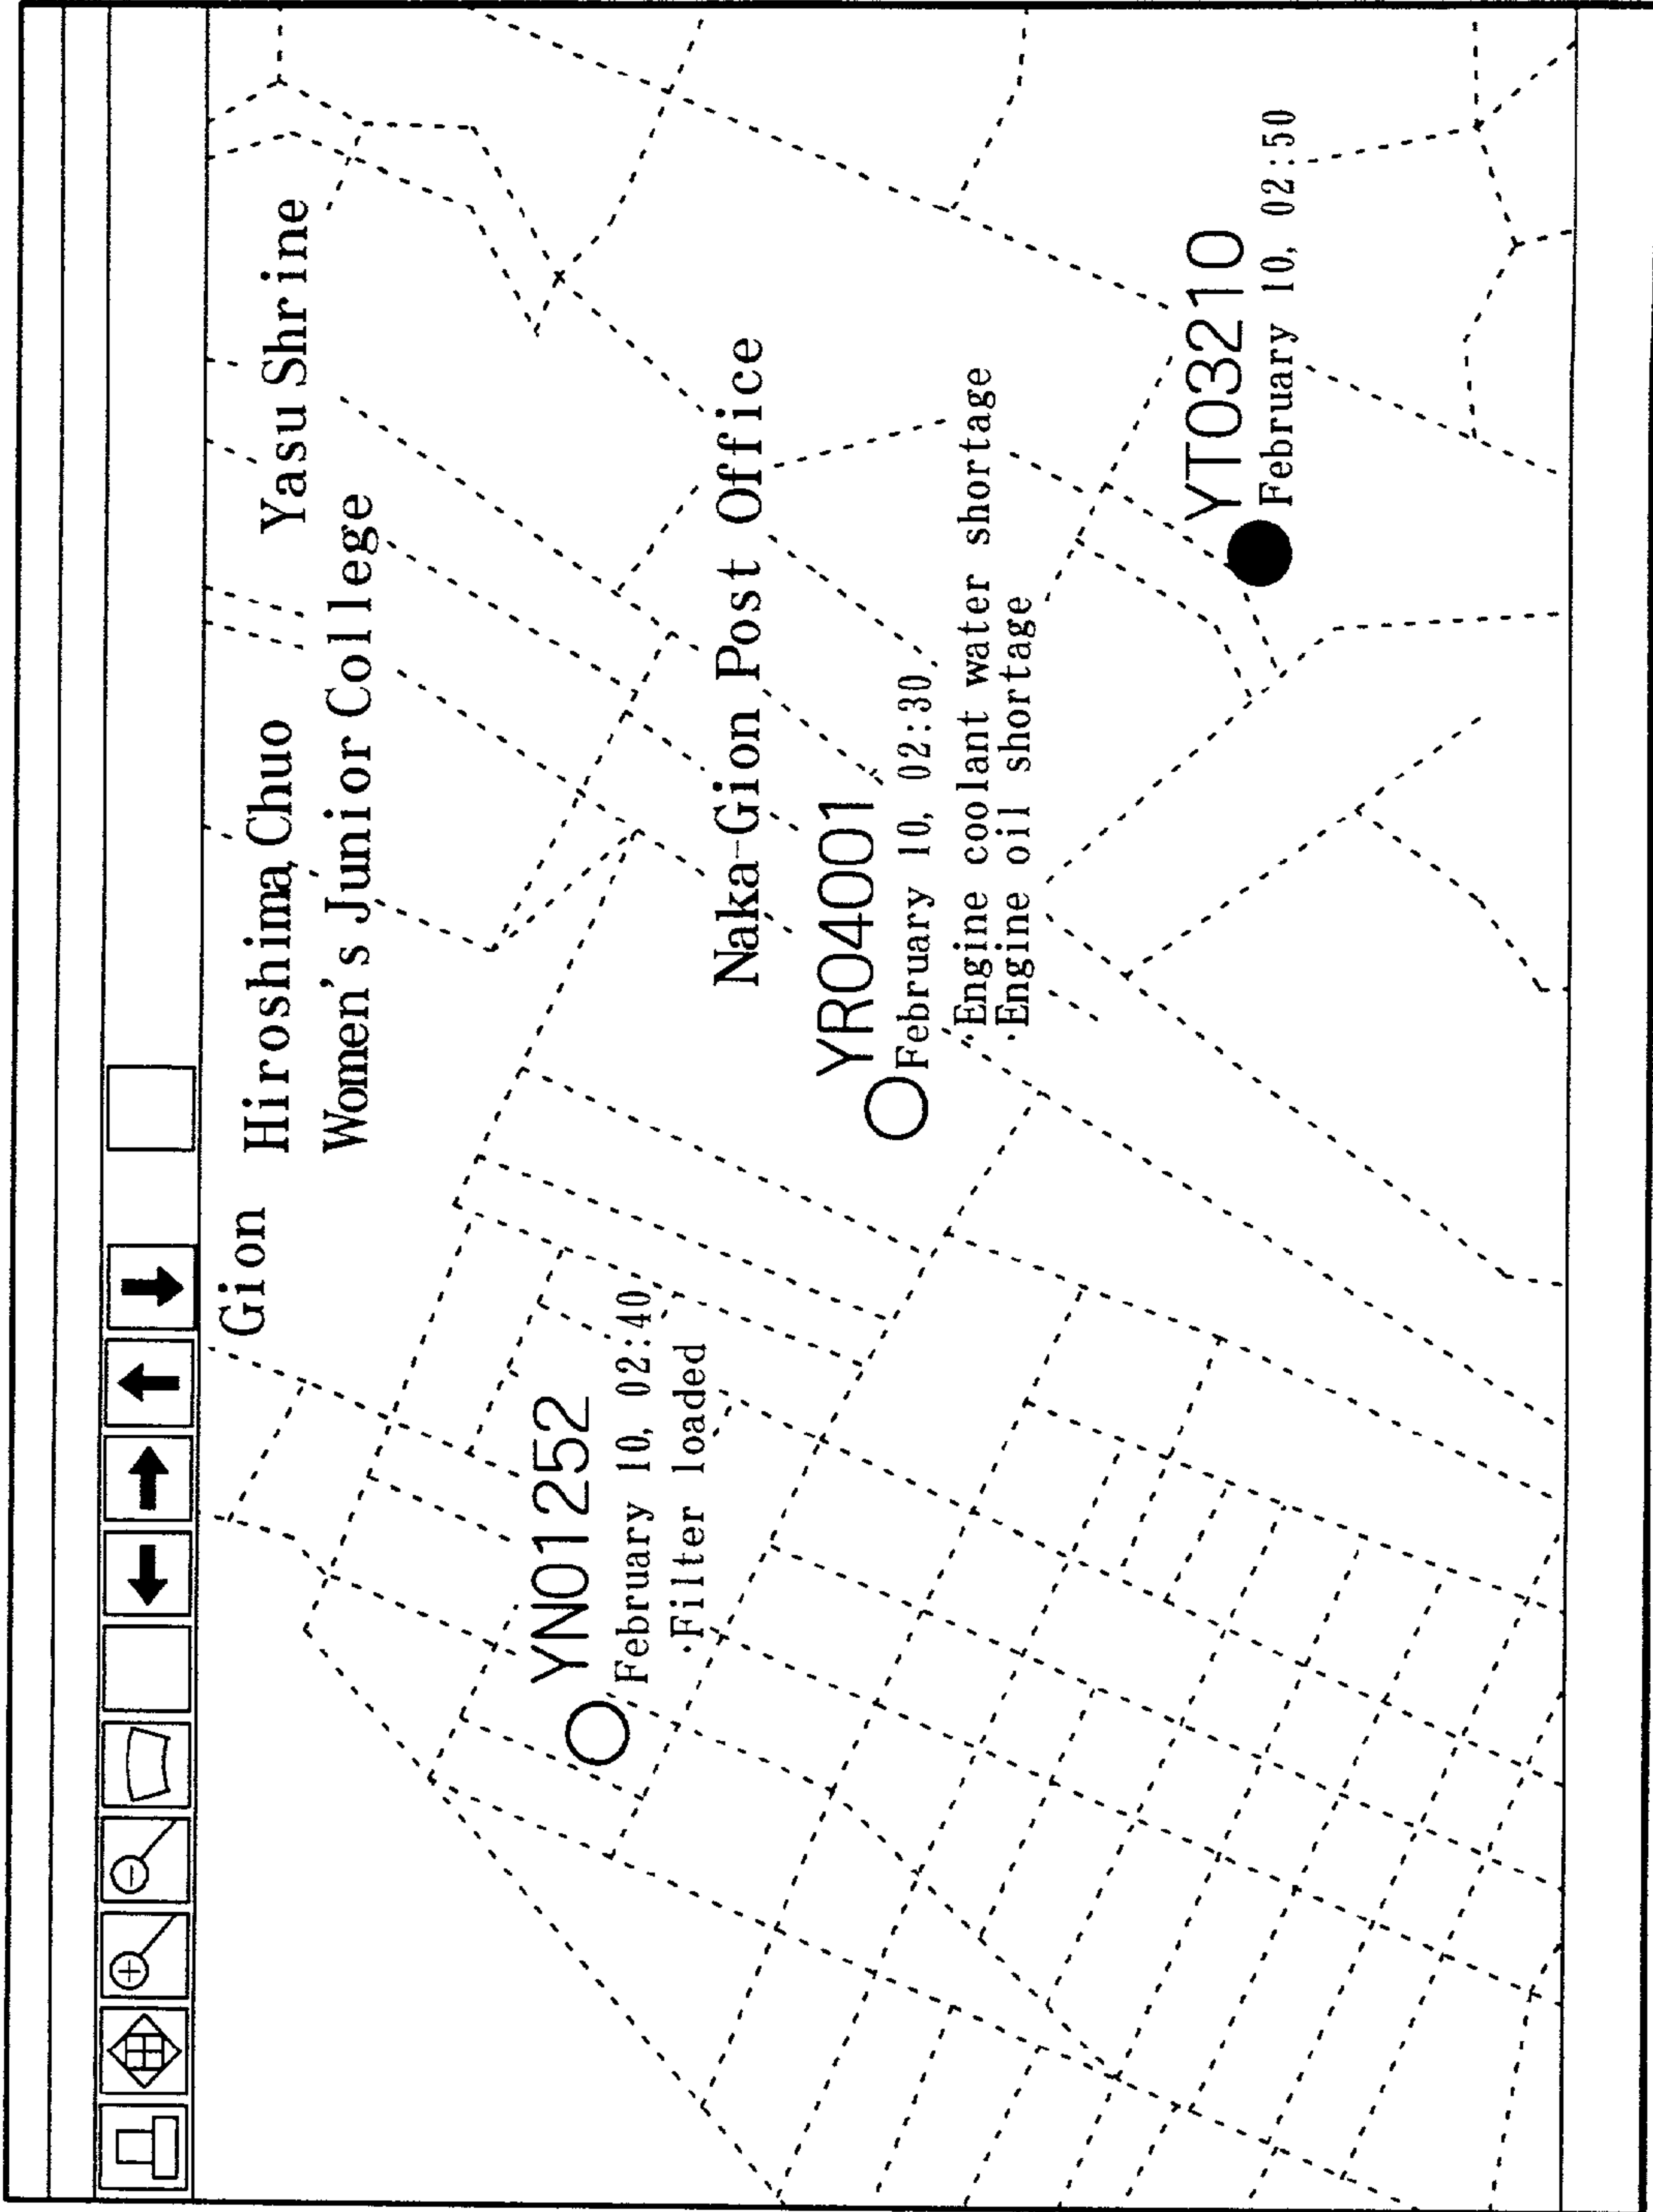 Gion
Hiroshima Chuo
Women's Junior College
Yasu Shrine
YN01252
February 10, 02:40
·Filter loaded
Naka-Gion Post Office
YR04001
February 10, 02:30
·Engine coolant water shortage
·Engine oil shortage
YT03210
February 10, 02:50